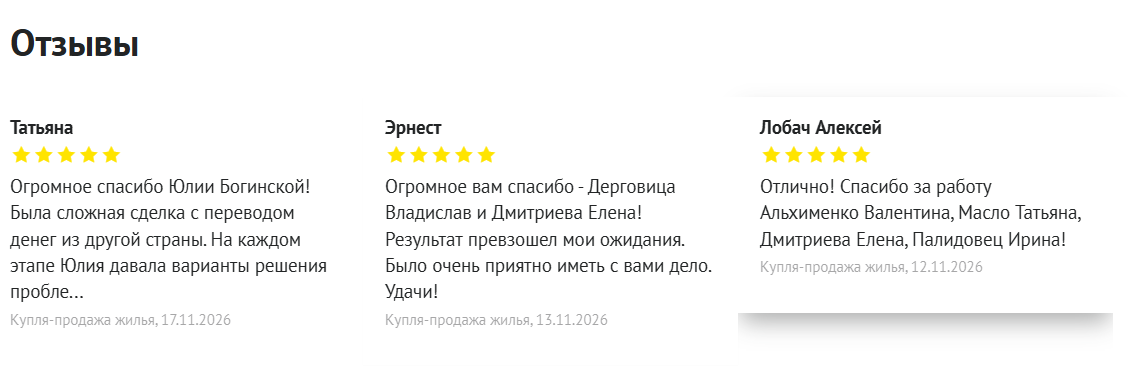 Отзывы
Татьяна
Огромное спасибо Юлии Богинской!
Была сложная сделка с переводом
денег из другой страны. На каждом
этапе Юлия давала варианты решения
пробле...
Купля-продажа жилья, 17.11.2026
Эрнест
Огромное вам спасибо - Дерговица
Владислав и Дмитриева Елена!
Результат превзошел мои ожидания.
Было очень приятно иметь с вами дело.
Удачи!
Купля-продажа жилья, 13.11.2026
Лобач Алексей
Отлично! Спасибо за работу
Альхименко Валентина, Масло Татьяна,
Дмитриева Елена, Палидовец Ирина!
Купля-продажа жилья, 12.11.2026